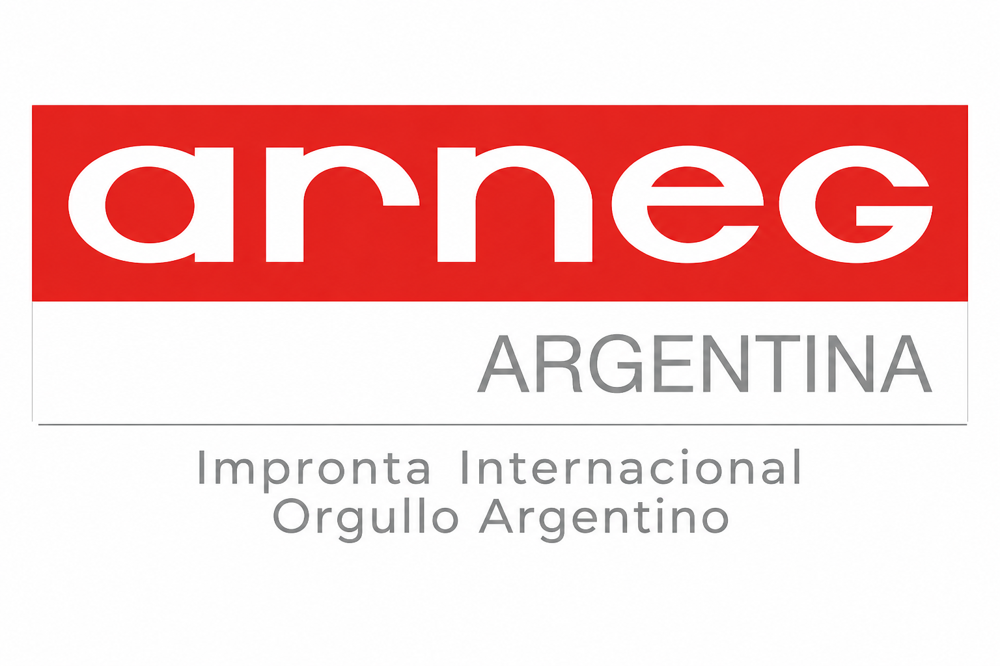 arneG
ARGENTINA
Impronta Internacional
Orgullo Argentino